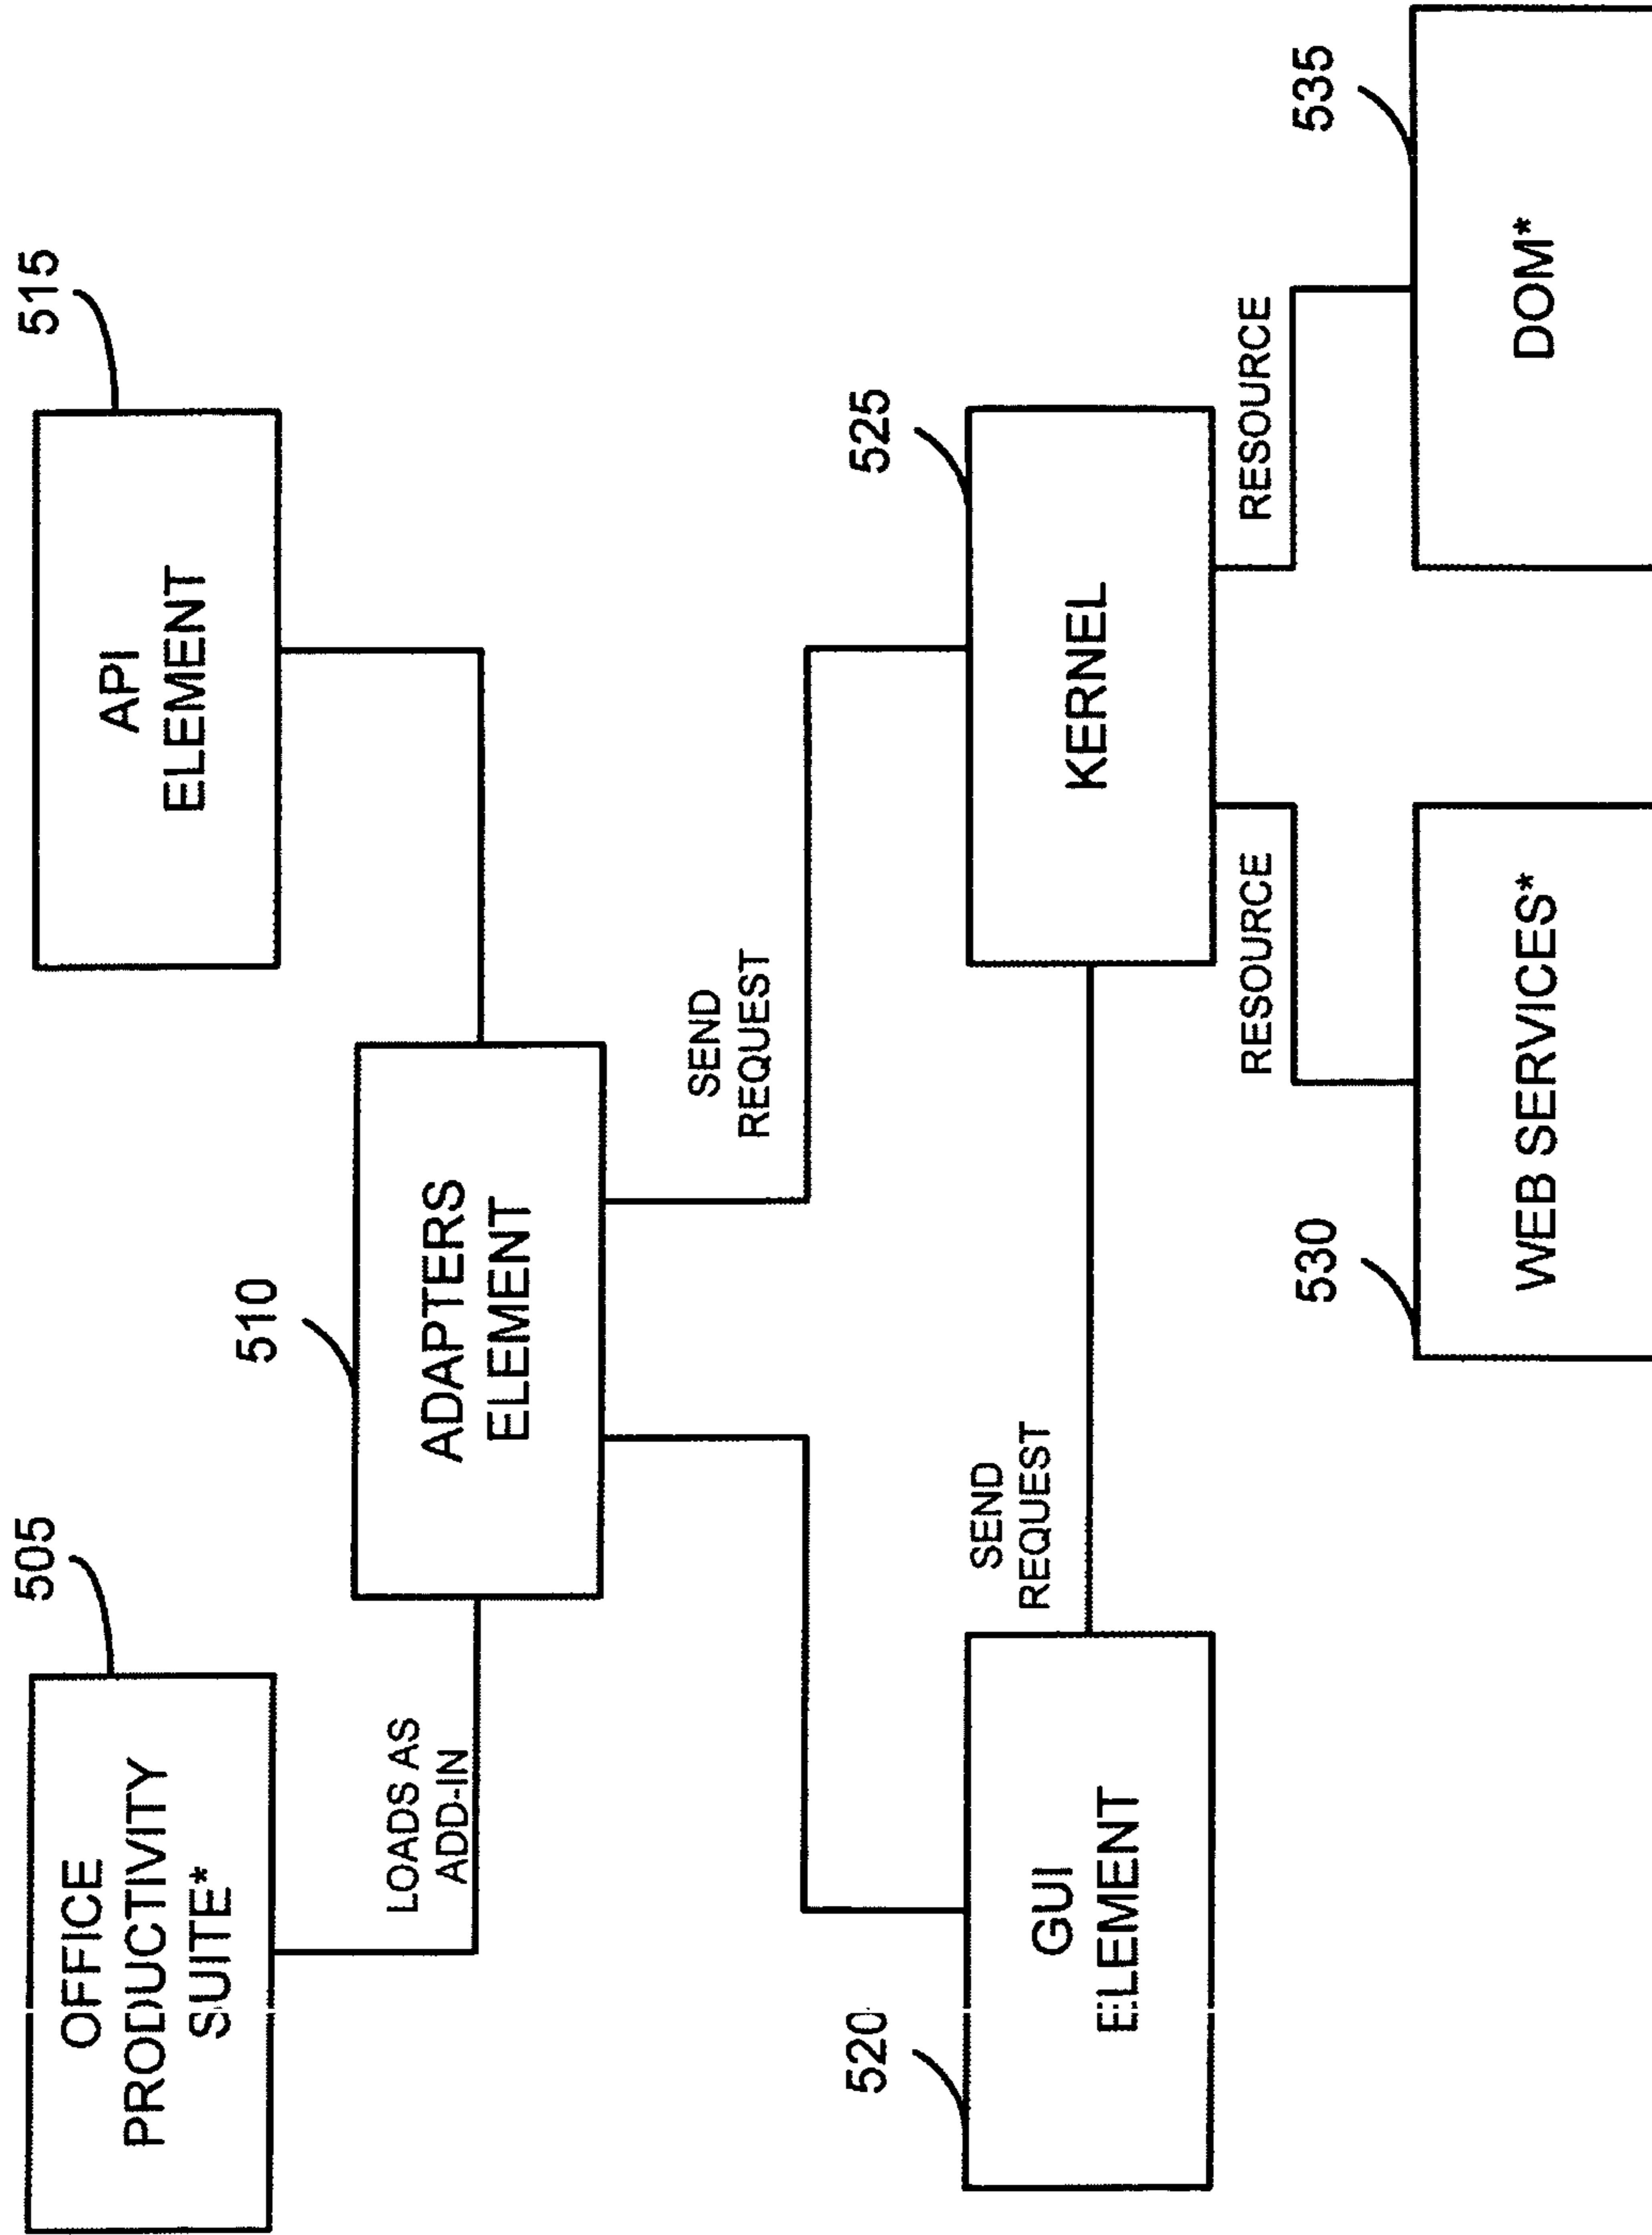 505
OFFICE
PRODUCTIVITY
SUITE*
515
API
ELEMENT
LOADS AS
ADD-IN
510
ADAPTERS
ELEMENT
SEND
REQUEST
520
GUI
ELEMENT
SEND
REQUEST
525
KERNEL
RESOURCE
RESOURCE
530
WEB SERVICES*
535
DOM*